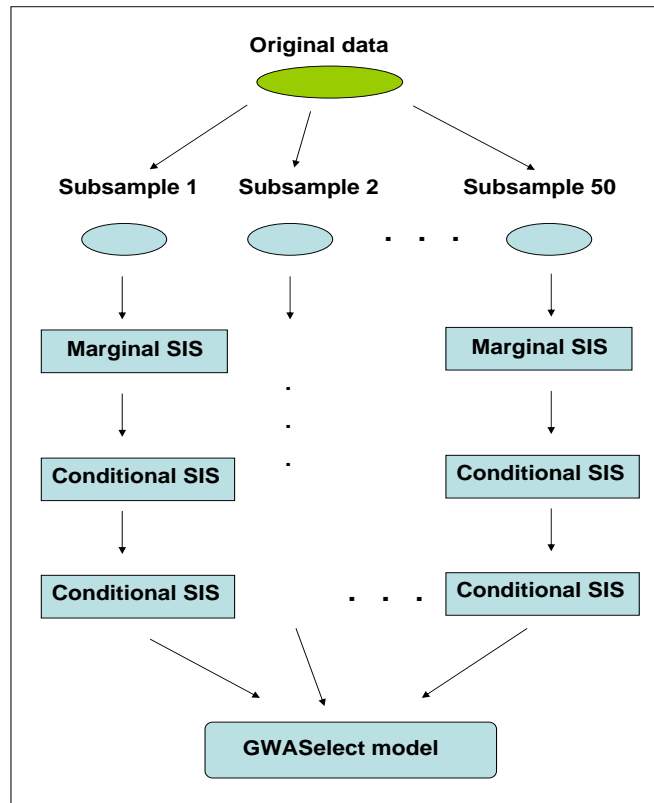 Original data
Subsample 1
Subsample 2
Subsample 50
. . .
Marginal SIS
Marginal SIS
.
.
.
Conditional SIS
Conditional SIS
Conditional SIS
. . .
Conditional SIS
GWASelect model